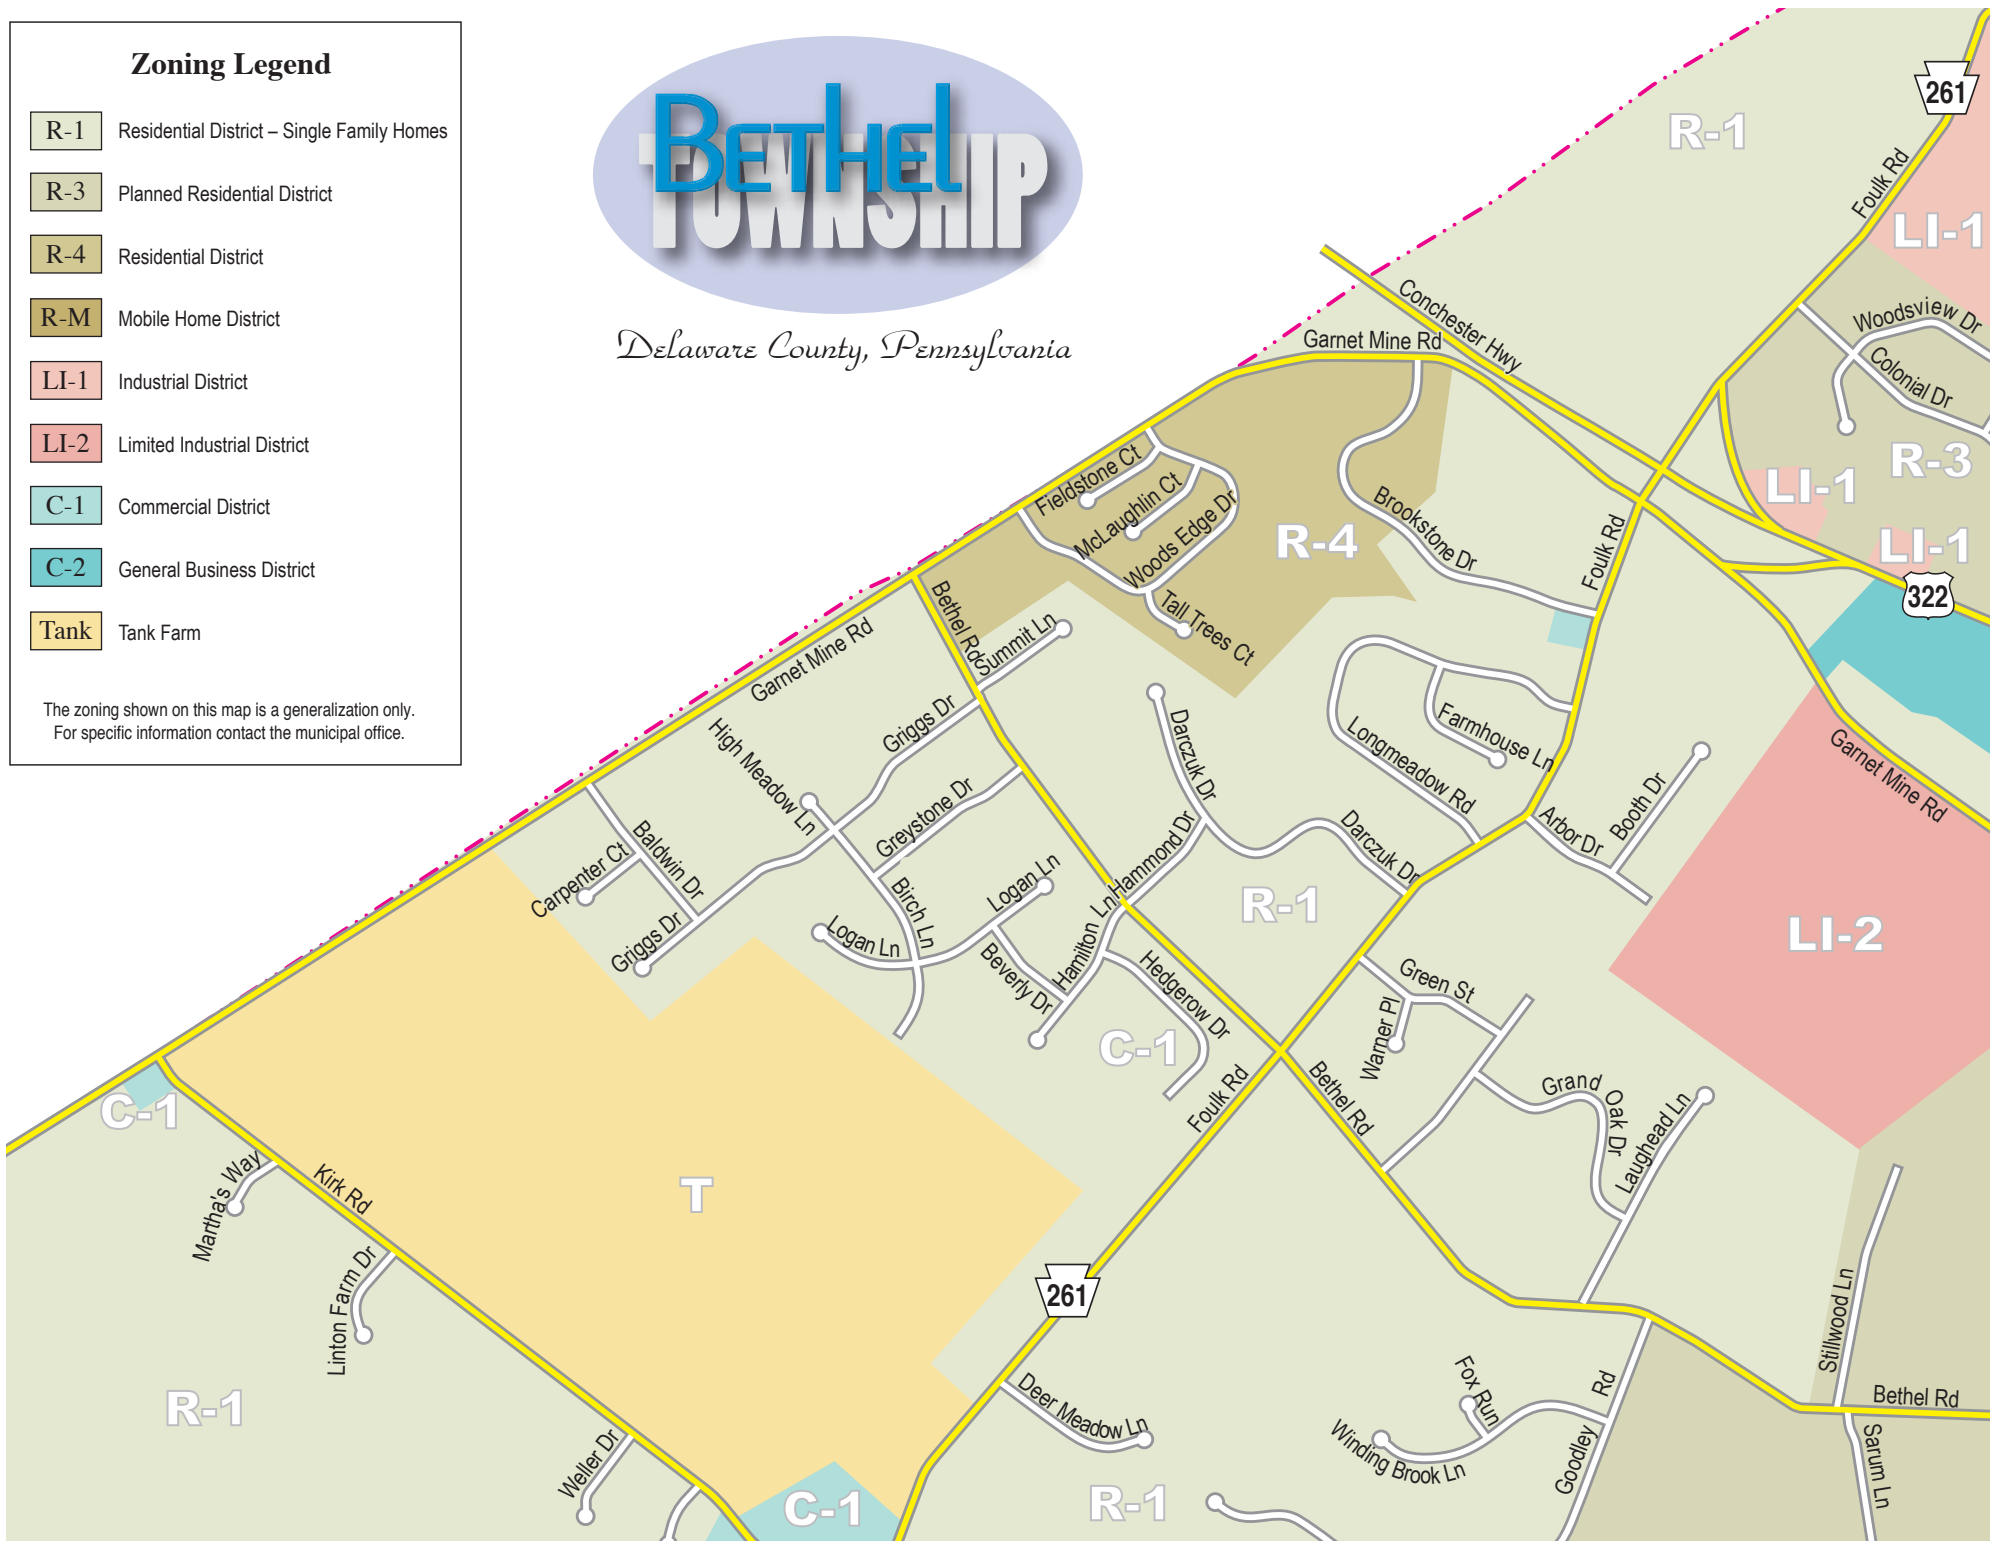 Zoning Legend
R-1 Residential District – Single Family Homes
R-3 Planned Residential District
R-4 Residential District
R-M Mobile Home District
LI-1 Industrial District
LI-2 Limited Industrial District
C-1 Commercial District
C-2 General Business District
Tank Tank Farm
The zoning shown on this map is a generalization only.
For specific information contact the municipal office.
BETHEL
TOWNSHIP
Delaware County, Pennsylvania
261
R-1
Foulk Rd
LI-1
Conchester Hwy
Garnet Mine Rd
Woodsview Dr
Colonial Dr
R-3
LI-1
LI-1
322
Fieldstone Ct
McLaughlin Ct
Woods Edge Dr
Tall Trees Ct
R-4
Brookstone Dr
Foulk Rd
Bethel Rd
Summit Ln
Garnet Mine Rd
Griggs Dr
High Meadow Ln
Greystone Dr
Darczuk Dr
Longmeadow Rd
Farmhouse Ln
Garnet Mine Rd
Booth Dr
Arbor Dr
Baldwin Dr
Carpenter Ct
Griggs Dr
Birch Ln
Logan Ln
Logan Ln
Hammond Dr
Darczuk Dr
Hamilton Ln
Beverly Dr
Hedgerow Dr
R-1
LI-2
Green St
Warner Pl
C-1
Foulk Rd
Bethel Rd
Grand Oak Dr
Laughead Ln
C-1
Martha's Way
Kirk Rd
T
Linton Farm Dr
261
Stillwood Ln
Bethel Rd
R-1
Deer Meadow Ln
Fox Run
Winding Brook Ln
Goodley Rd
Sarum Ln
Weller Dr
C-1
R-1